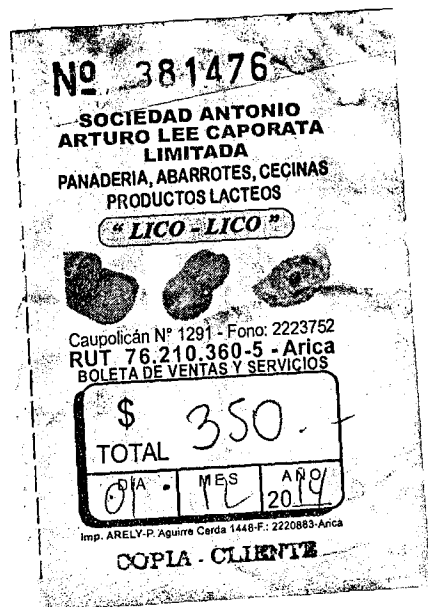 Nº 381476
SOCIEDAD ANTONIO
ARTURO LEE CAPORATA
LIMITADA
PANADERIA, ABARROTES, CECINAS
PRODUCTOS LACTEOS
“ LICO - LICO ”
Caupolicán N° 1291 - Fono: 2223752
RUT 76.210.360-5 - Arica
BOLETA DE VENTAS Y SERVICIOS
$ 350.-
TOTAL
DIA MES AÑO
01 12 2014
Imp. ARELY-P. Aguirre Cerda 1448-F.: 2220883-Arica
COPIA - CLIENTE